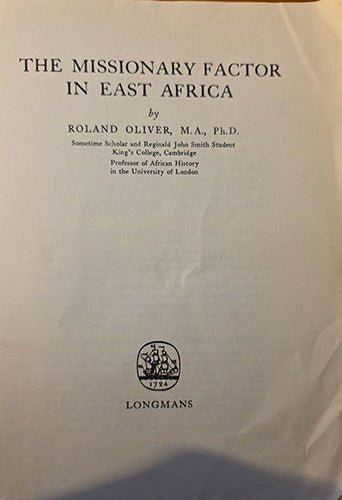 THE MISSIONARY FACTOR
IN EAST AFRICA
by
ROLAND OLIVER, M.A., Ph.D.
Sometime Scholar and Reginald John Smith Student
King's College, Cambridge
Professor of African History
in the University of London
1724
LONGMANS